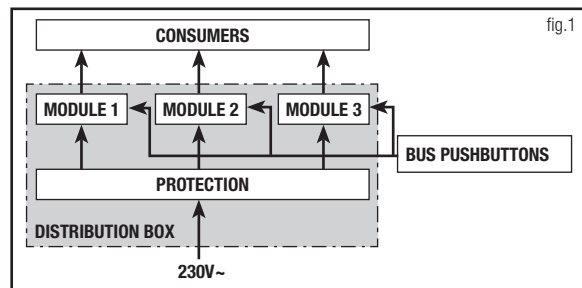 fig.1
CONSUMERS
MODULE 1
MODULE 2
MODULE 3
BUS PUSHBUTTONS
PROTECTION
DISTRIBUTION BOX
230V~